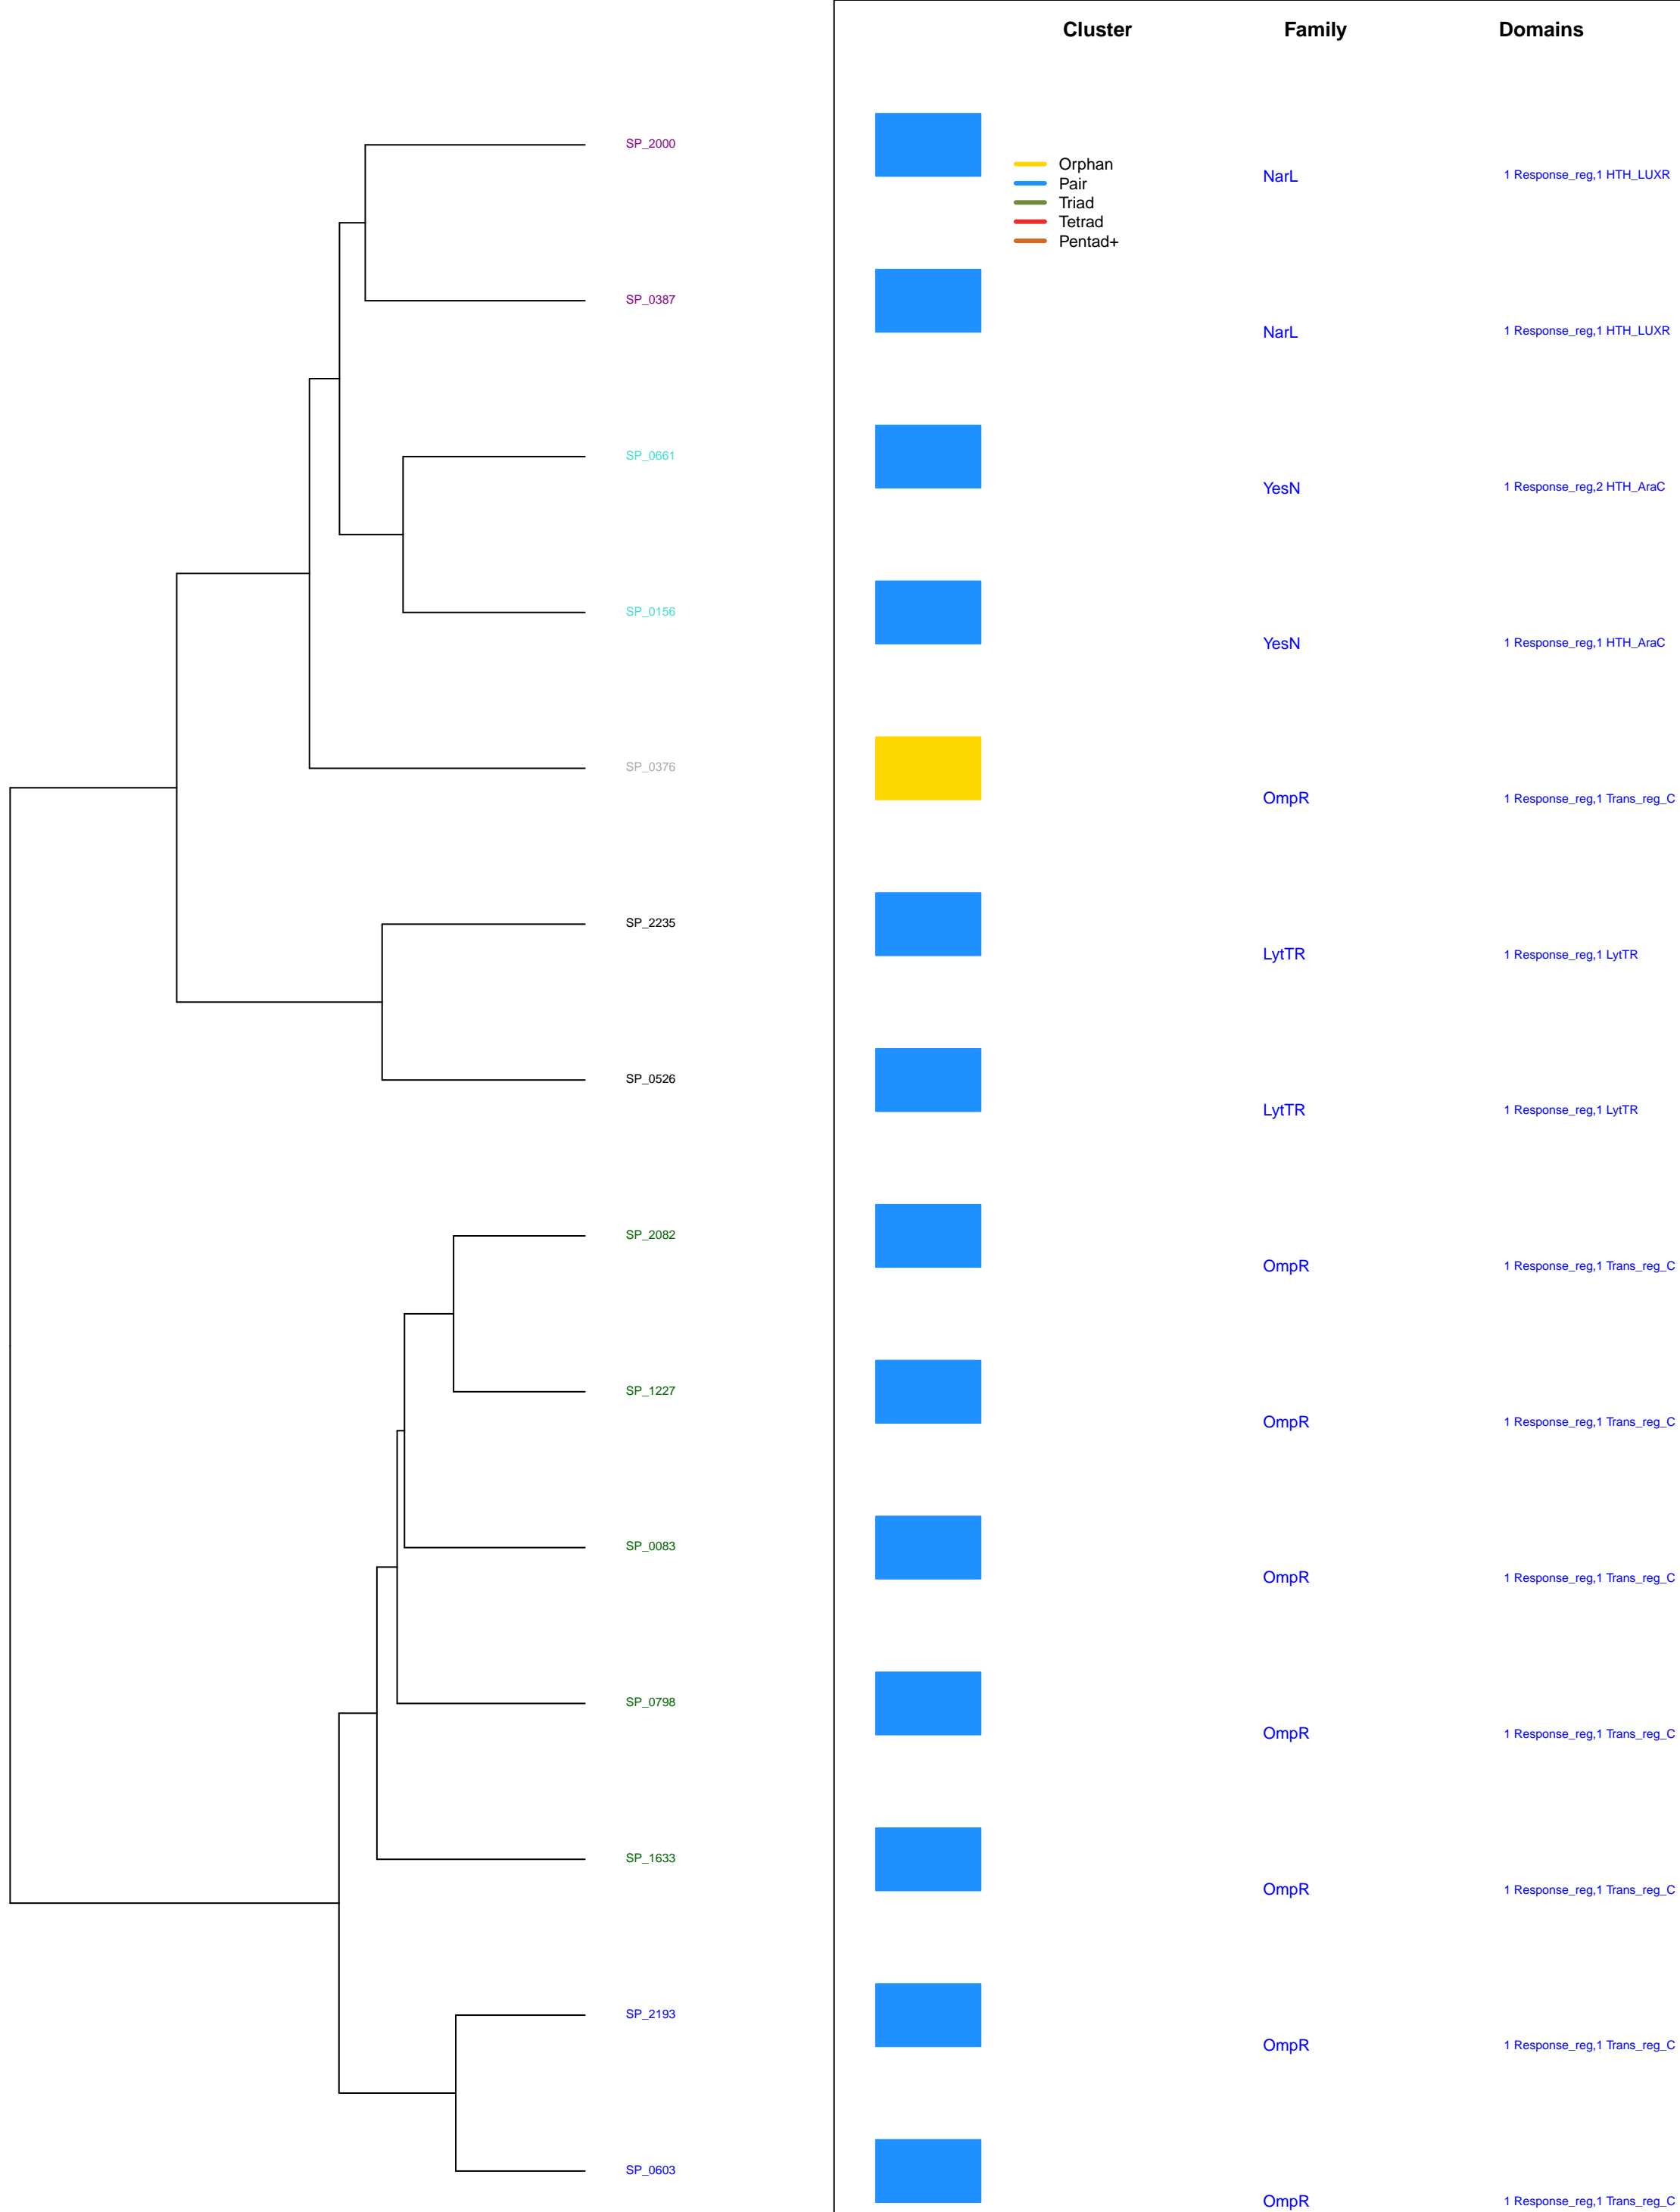 Cluster Family Domains
SP_2000
Orphan
NarL 1 Response_reg,1 HTH_LUXR
Pair
Triad
Tetrad
Pentad+
SP_0387
NarL 1 Response_reg,1 HTH_LUXR
SP_0661
YesN 1 Response_reg,2 HTH_AraC
SP_0156
YesN 1 Response_reg,1 HTH_AraC
SP_0376
OmpR 1 Response_reg,1 Trans_reg_C
SP_2235
LytTR 1 Response_reg,1 LytTR
SP_0526
LytTR 1 Response_reg,1 LytTR
SP_2082
OmpR 1 Response_reg,1 Trans_reg_C
SP_1227
OmpR 1 Response_reg,1 Trans_reg_C
SP_0083
OmpR 1 Response_reg,1 Trans_reg_C
SP_0798
OmpR 1 Response_reg,1 Trans_reg_C
SP_1633
OmpR 1 Response_reg,1 Trans_reg_C
SP_2193
OmpR 1 Response_reg,1 Trans_reg_C
SP_0603
OmpR 1 Response_reg,1 Trans_reg_C